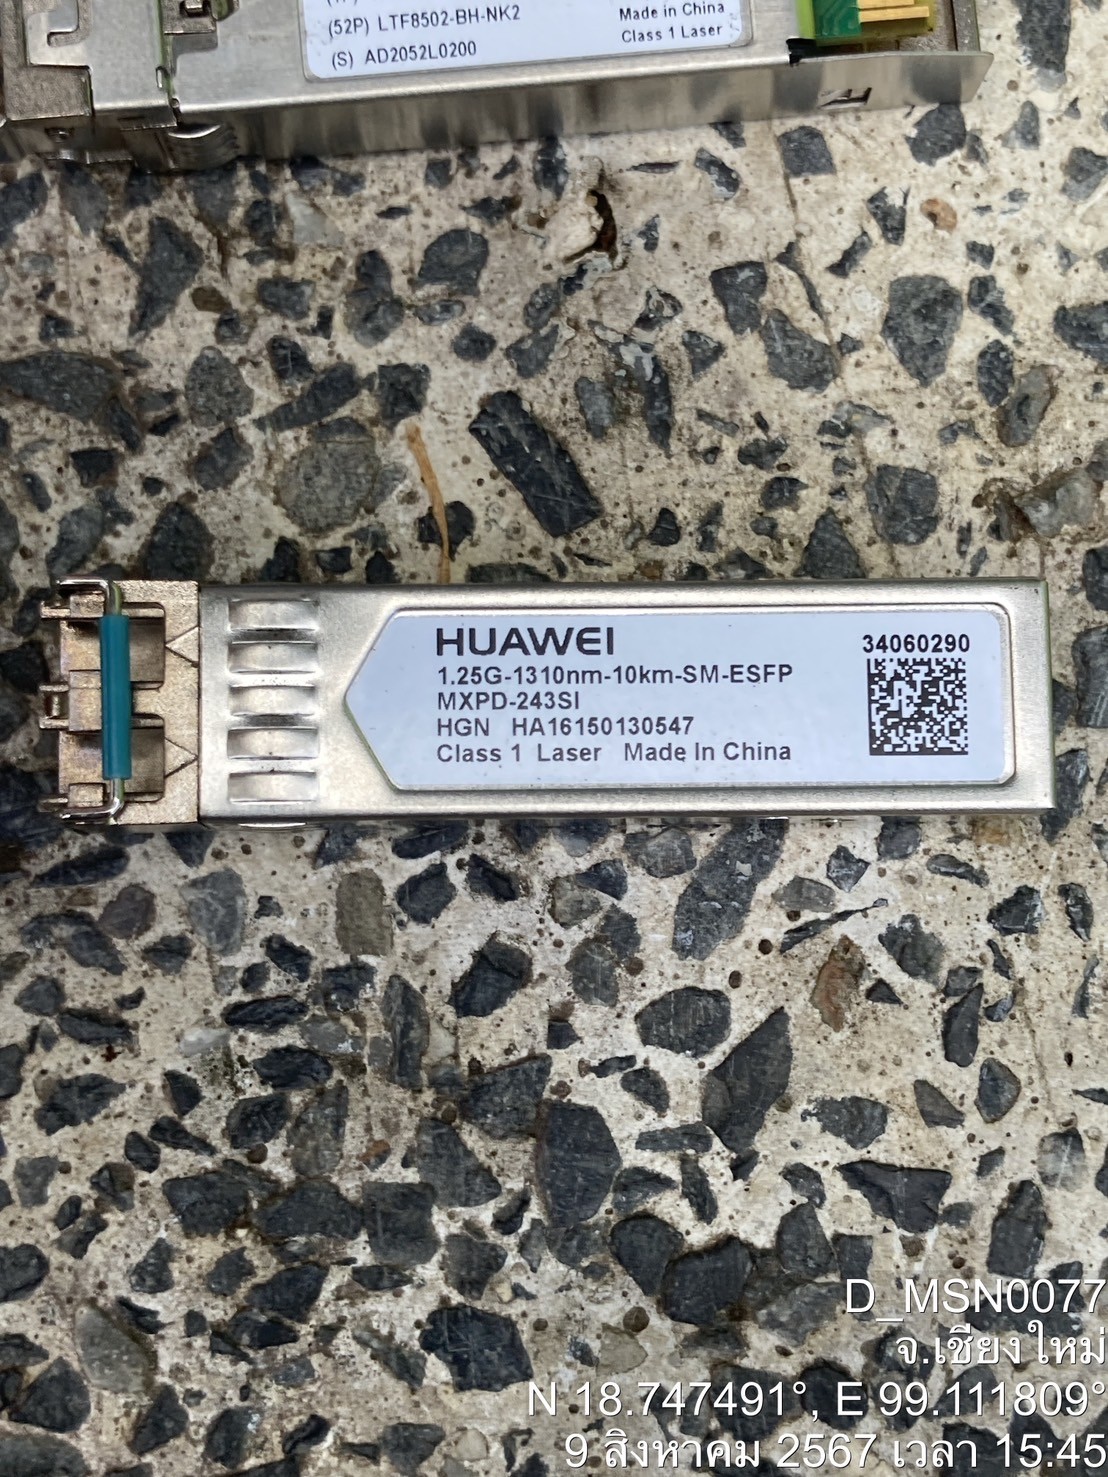 (52P) LTF8502-BH-NK2
(S) AD2052L0200
Made in China
Class 1 Laser
HUAWEI
34060290
1.25G-1310nm-10km-SM-ESFP
MXPD-243SI
HGN HA16150130547
Class 1 Laser Made In China
D_MSN0077
จ.เชียงใหม่
N 18.747491°, E 99.111809°
9 สิงหาคม 2567 เวลา 15:45